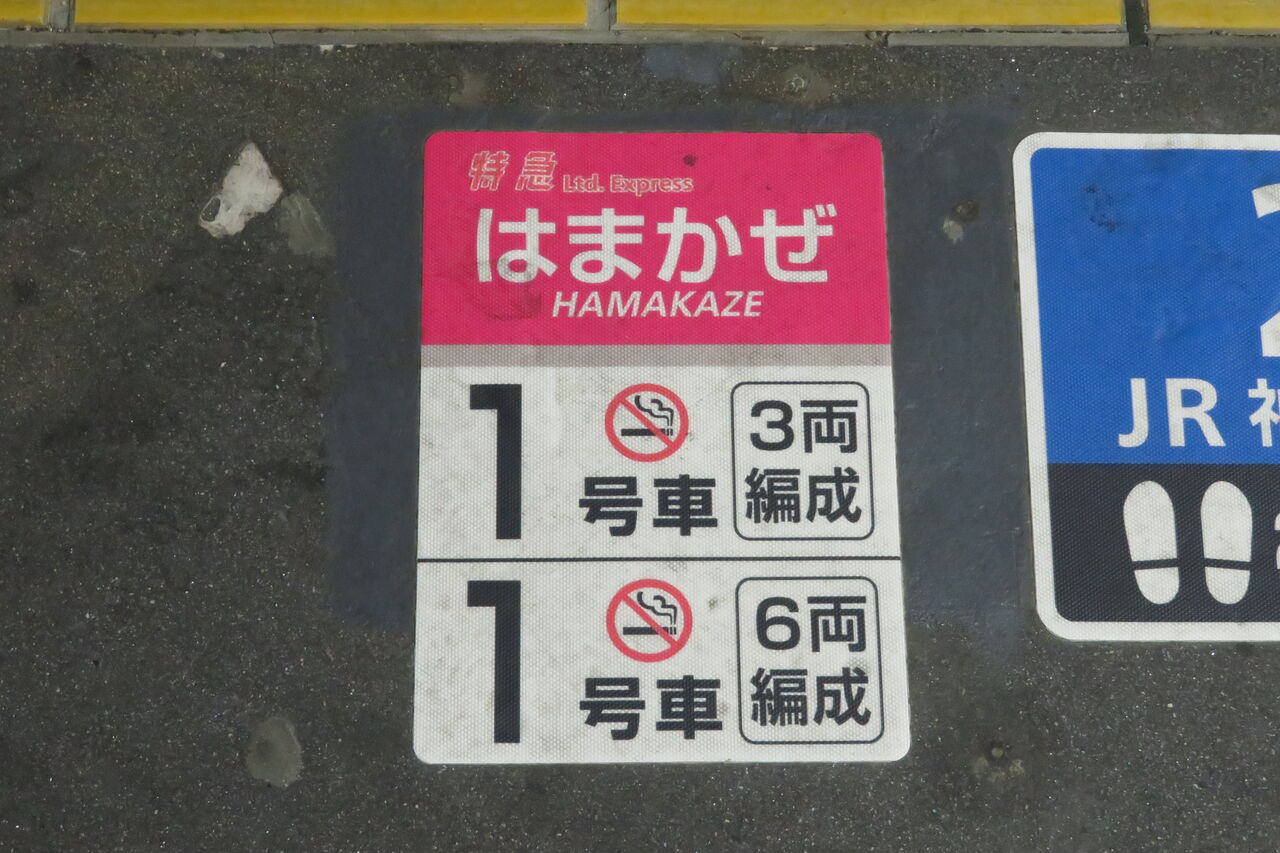 特急 Ltd. Express
はまかぜ
HAMAKAZE
1 号車 3両編成
1 号車 6両編成
JR